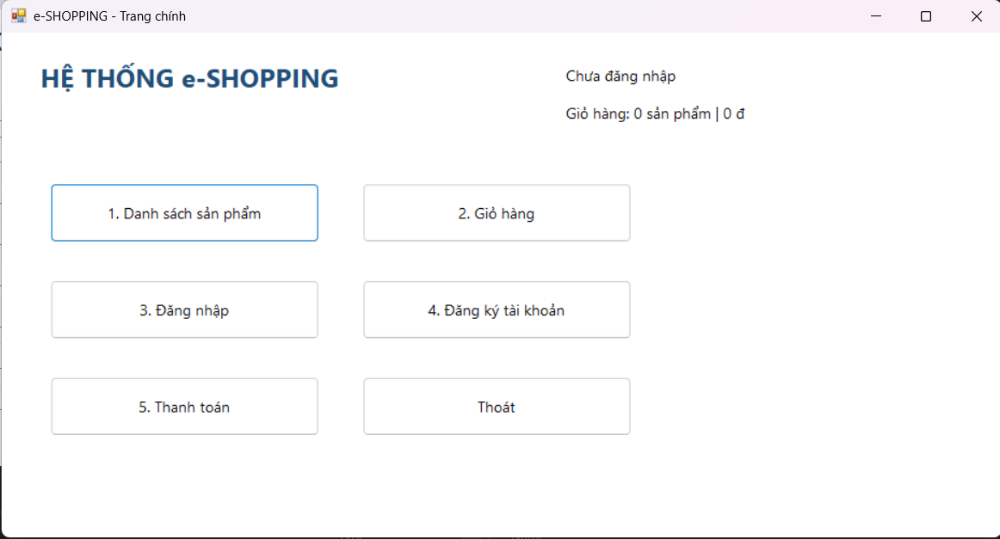 e-SHOPPING - Trang chính
HỆ THỐNG e-SHOPPING
Chưa đăng nhập
Giỏ hàng: 0 sản phẩm | 0 đ
1. Danh sách sản phẩm
2. Giỏ hàng
3. Đăng nhập
4. Đăng ký tài khoản
5. Thanh toán
Thoát